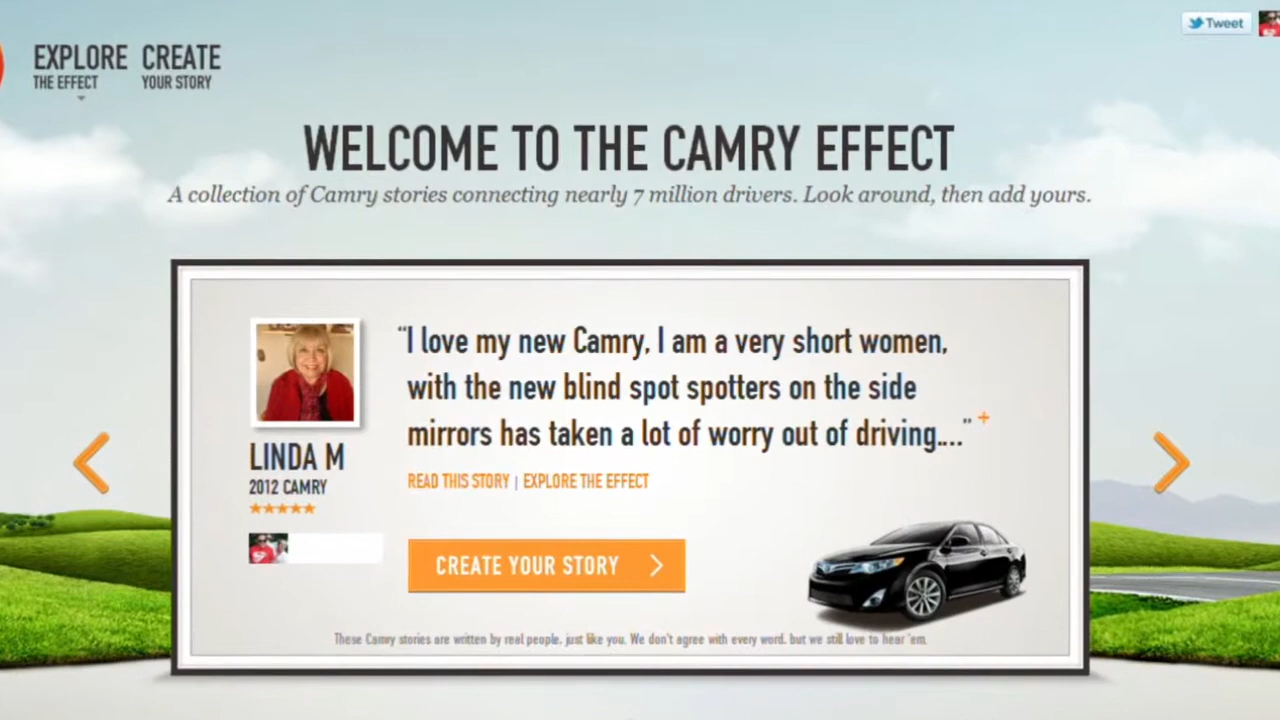 Tweet
EXPLORE CREATE
THE EFFECT YOUR STORY
WELCOME TO THE CAMRY EFFECT
A collection of Camry stories connecting nearly 7 million drivers. Look around, then add yours.
“I love my new Camry, I am a very short women,
with the new blind spot spotters on the side
mirrors has taken a lot of worry out of driving....” +
LINDA M
2012 CAMRY
READ THIS STORY | EXPLORE THE EFFECT
CREATE YOUR STORY
These Camry stories are written by real people, just like you. We don't agree with every word, but we still love to hear 'em.